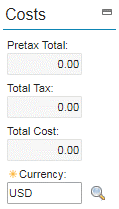 Costs
Pretax Total:
0.00
Total Tax:
0.00
Total Cost:
0.00
Currency:
USD